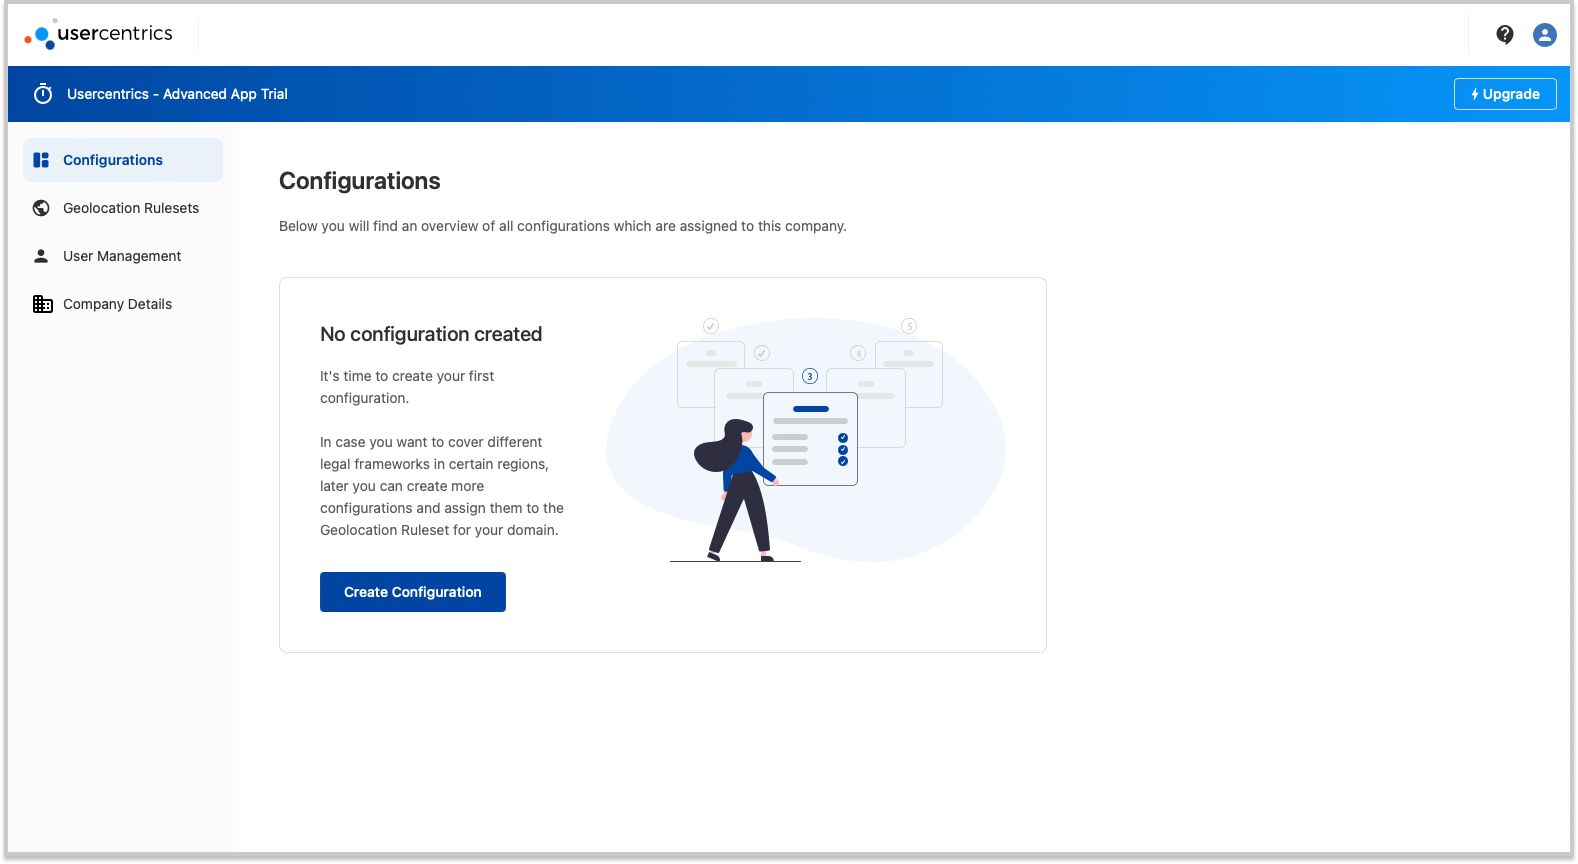 usercentrics
Usercentrics - Advanced App Trial
Upgrade
Configurations
Geolocation Rulesets
User Management
Company Details
Configurations
Below you will find an overview of all configurations which are assigned to this company.
No configuration created
It's time to create your first
configuration.
In case you want to cover different
legal frameworks in certain regions,
later you can create more
configurations and assign them to the
Geolocation Ruleset for your domain.
Create Configuration
5
4
3